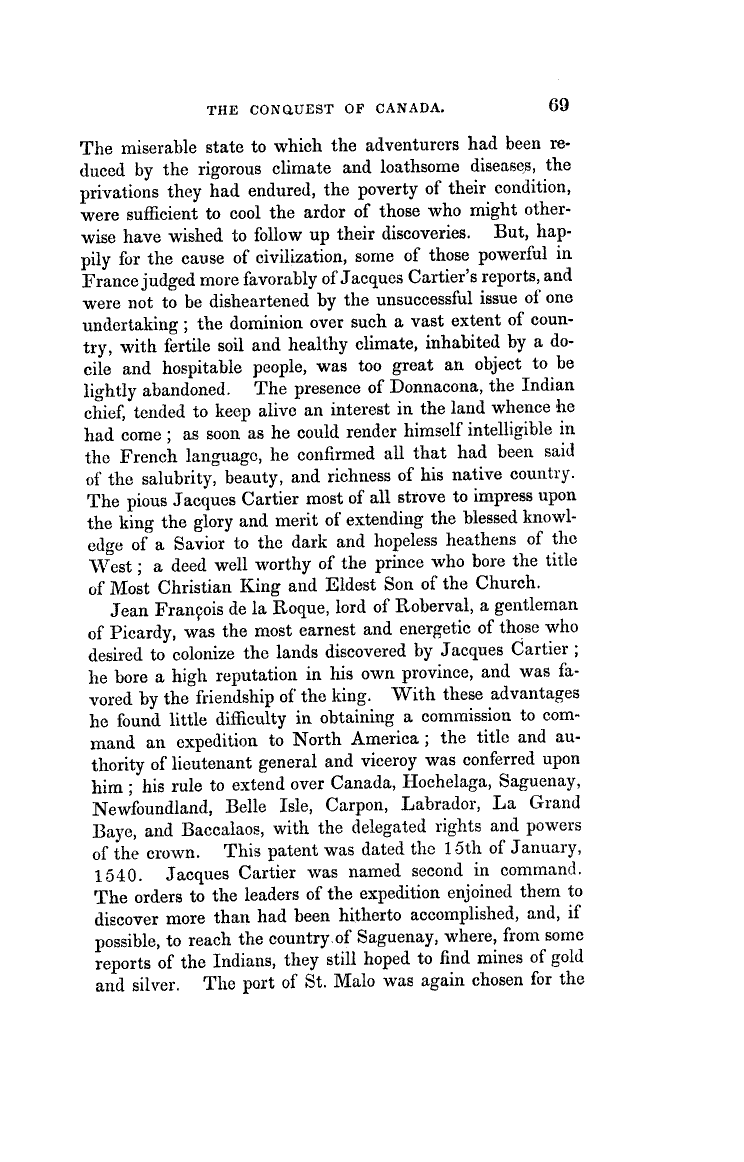 THE CONQUEST OF CANADA. 69
The miserable state to which the adventurers had been re-
duced by the rigorous climate and loathsome diseases, the
privations they had endured, the poverty of their condition,
were sufficient to cool the ardor of those who might other-
wise have wished to follow up their discoveries. But, hap-
pily for the cause of civilization, some of those powerful in
France judged more favorably of Jacques Cartier's reports, and
were not to be disheartened by the unsuccessful issue of one
undertaking ; the dominion over such a vast extent of coun-
try, with fertile soil and healthy climate, inhabited by a do-
cile and hospitable people, was too great an object to be
lightly abandoned. The presence of Donnacona, the Indian
chief, tended to keep alive an interest in the land whence he
had come ; as soon as he could render himself intelligible in
the French language, he confirmed all that had been said
of the salubrity, beauty, and richness of his native country.
The pious Jacques Cartier most of all strove to impress upon
the king the glory and merit of extending the blessed knowl-
edge of a Savior to the dark and hopeless heathens of the
West ; a deed well worthy of the prince who bore the title
of Most Christian King and Eldest Son of the Church.
Jean François de la Roque, lord of Roberval, a gentleman
of Picardy, was the most earnest and energetic of those who
desired to colonize the lands discovered by Jacques Cartier ;
he bore a high reputation in his own province, and was fa-
vored by the friendship of the king. With these advantages
he found little difficulty in obtaining a commission to com-
mand an expedition to North America ; the title and au-
thority of lieutenant general and viceroy was conferred upon
him ; his rule to extend over Canada, Hochelaga, Saguenay,
Newfoundland, Belle Isle, Carpon, Labrador, La Grand
Baye, and Baccalaos, with the delegated rights and powers
of the crown. This patent was dated the 15th of January,
1540. Jacques Cartier was named second in command.
The orders to the leaders of the expedition enjoined them to
discover more than had been hitherto accomplished, and, if
possible, to reach the country of Saguenay, where, from some
reports of the Indians, they still hoped to find mines of gold
and silver. The port of St. Malo was again chosen for the